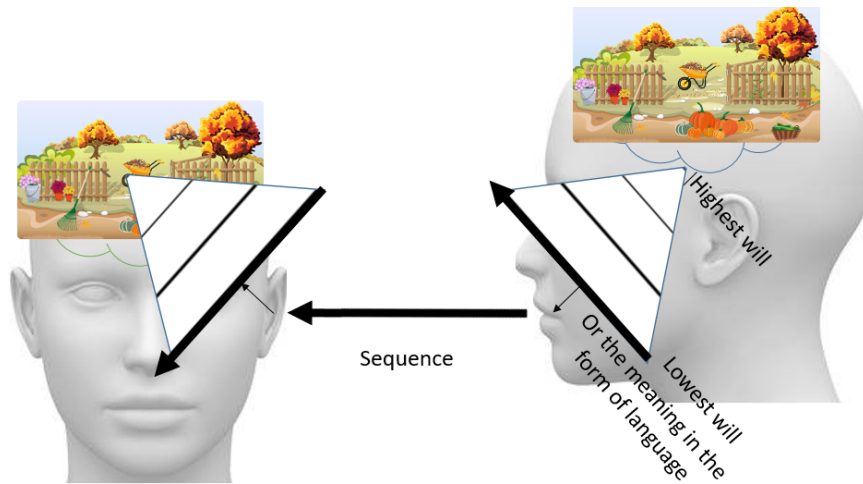 Highest will
Sequence
Lowest will
Or the meaning in the
form of language